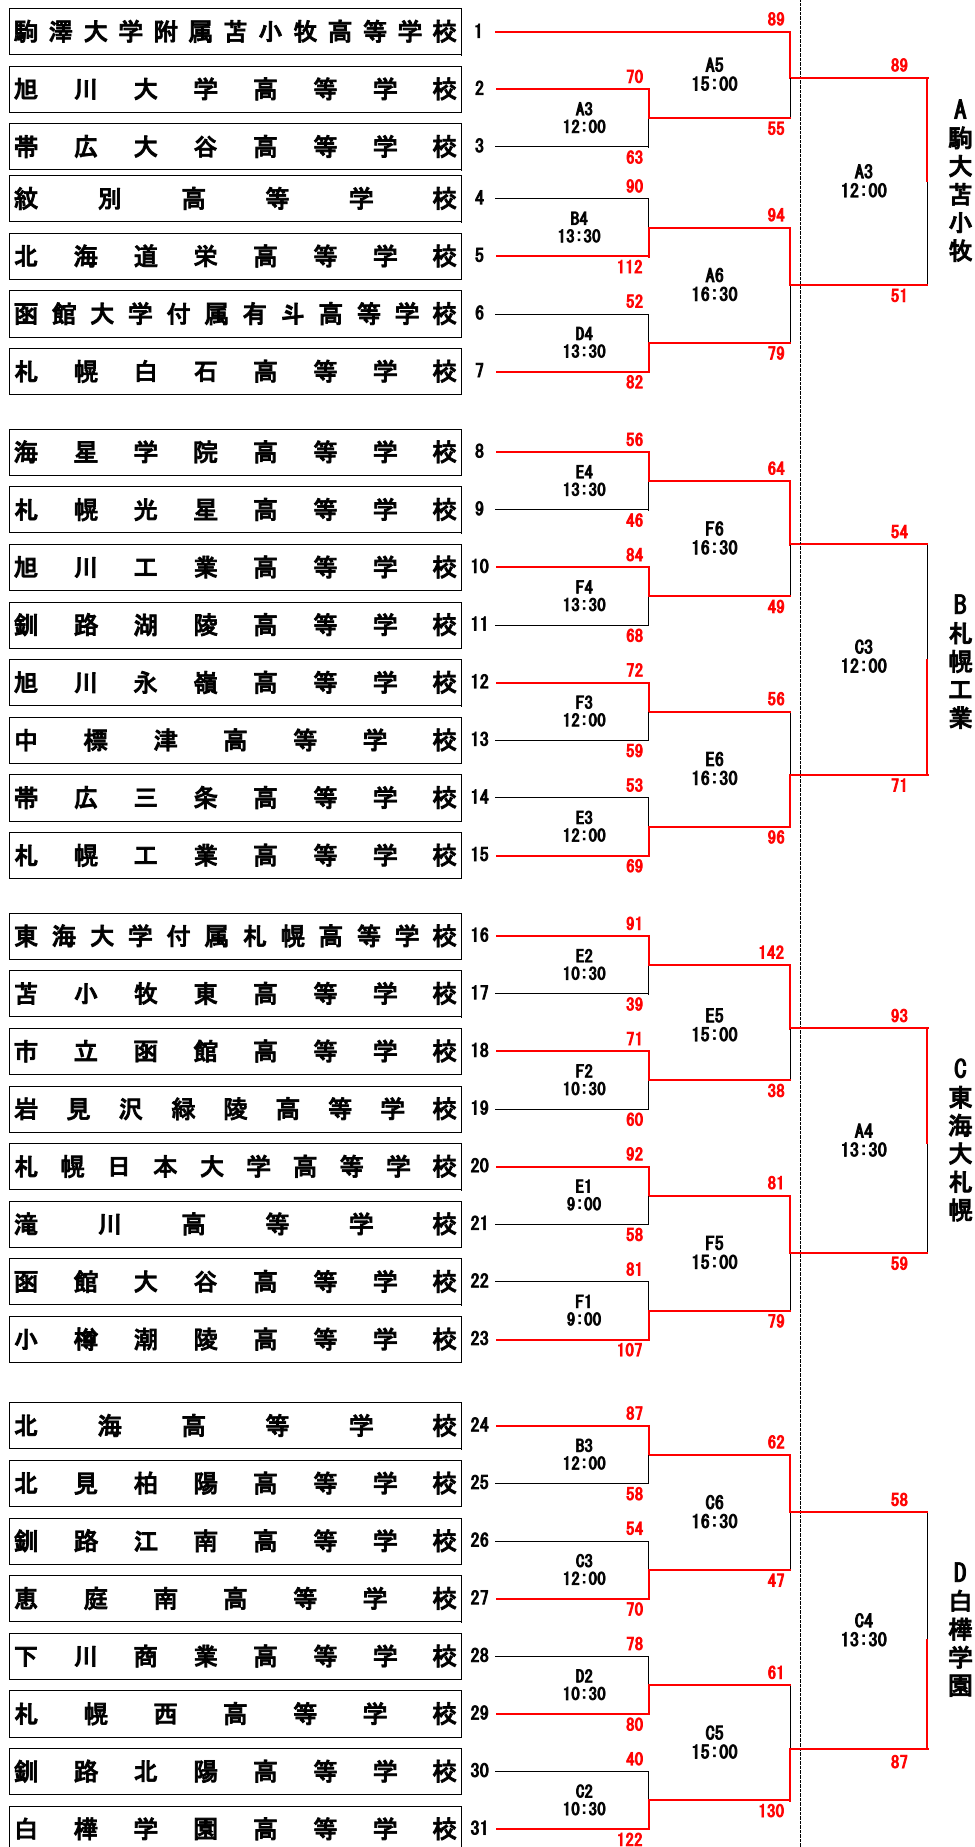 駒澤大学附属苫小牧高等学校 1 89
旭川大学高等学校 2 70
A3
12:00
帯広大谷高等学校 3 63
A5
15:00
55
89
紋別高等学校 4 90
B4
13:30
北海道栄高等学校 5 112
94
A3
12:00
A駒大苫小牧
函館大学付属有斗高等学校 6 52
D4
13:30
札幌白石高等学校 7 82
A6
16:30
79
51
海星学院高等学校 8 56
E4
13:30
札幌光星高等学校 9 46
64
F6
16:30
旭川工業高等学校 10 84
F4
13:30
釧路湖陵高等学校 11 68
49
54
旭川永嶺高等学校 12 72
F3
12:00
中標津高等学校 13 59
56
C3
12:00
B札幌工業
帯広三条高等学校 14 53
E3
12:00
札幌工業高等学校 15 69
E6
16:30
96
71
東海大学付属札幌高等学校 16 91
E2
10:30
苫小牧東高等学校 17 39
142
E5
15:00
市立函館高等学校 18 71
F2
10:30
岩見沢緑陵高等学校 19 60
38
93
札幌日本大学高等学校 20 92
E1
9:00
滝川高等学校 21 58
81
A4
13:30
C東海大札幌
函館大谷高等学校 22 81
F1
9:00
小樽潮陵高等学校 23 107
F5
15:00
79
59
北海高等学校 24 87
B3
12:00
北見柏陽高等学校 25 58
62
C6
16:30
釧路江南高等学校 26 54
C3
12:00
恵庭南高等学校 27 70
47
58
下川商業高等学校 28 78
D2
10:30
札幌西高等学校 29 80
61
C4
13:30
D白樺学園
釧路北陽高等学校 30 40
C2
10:30
白樺学園高等学校 31 122
C5
15:00
130
87